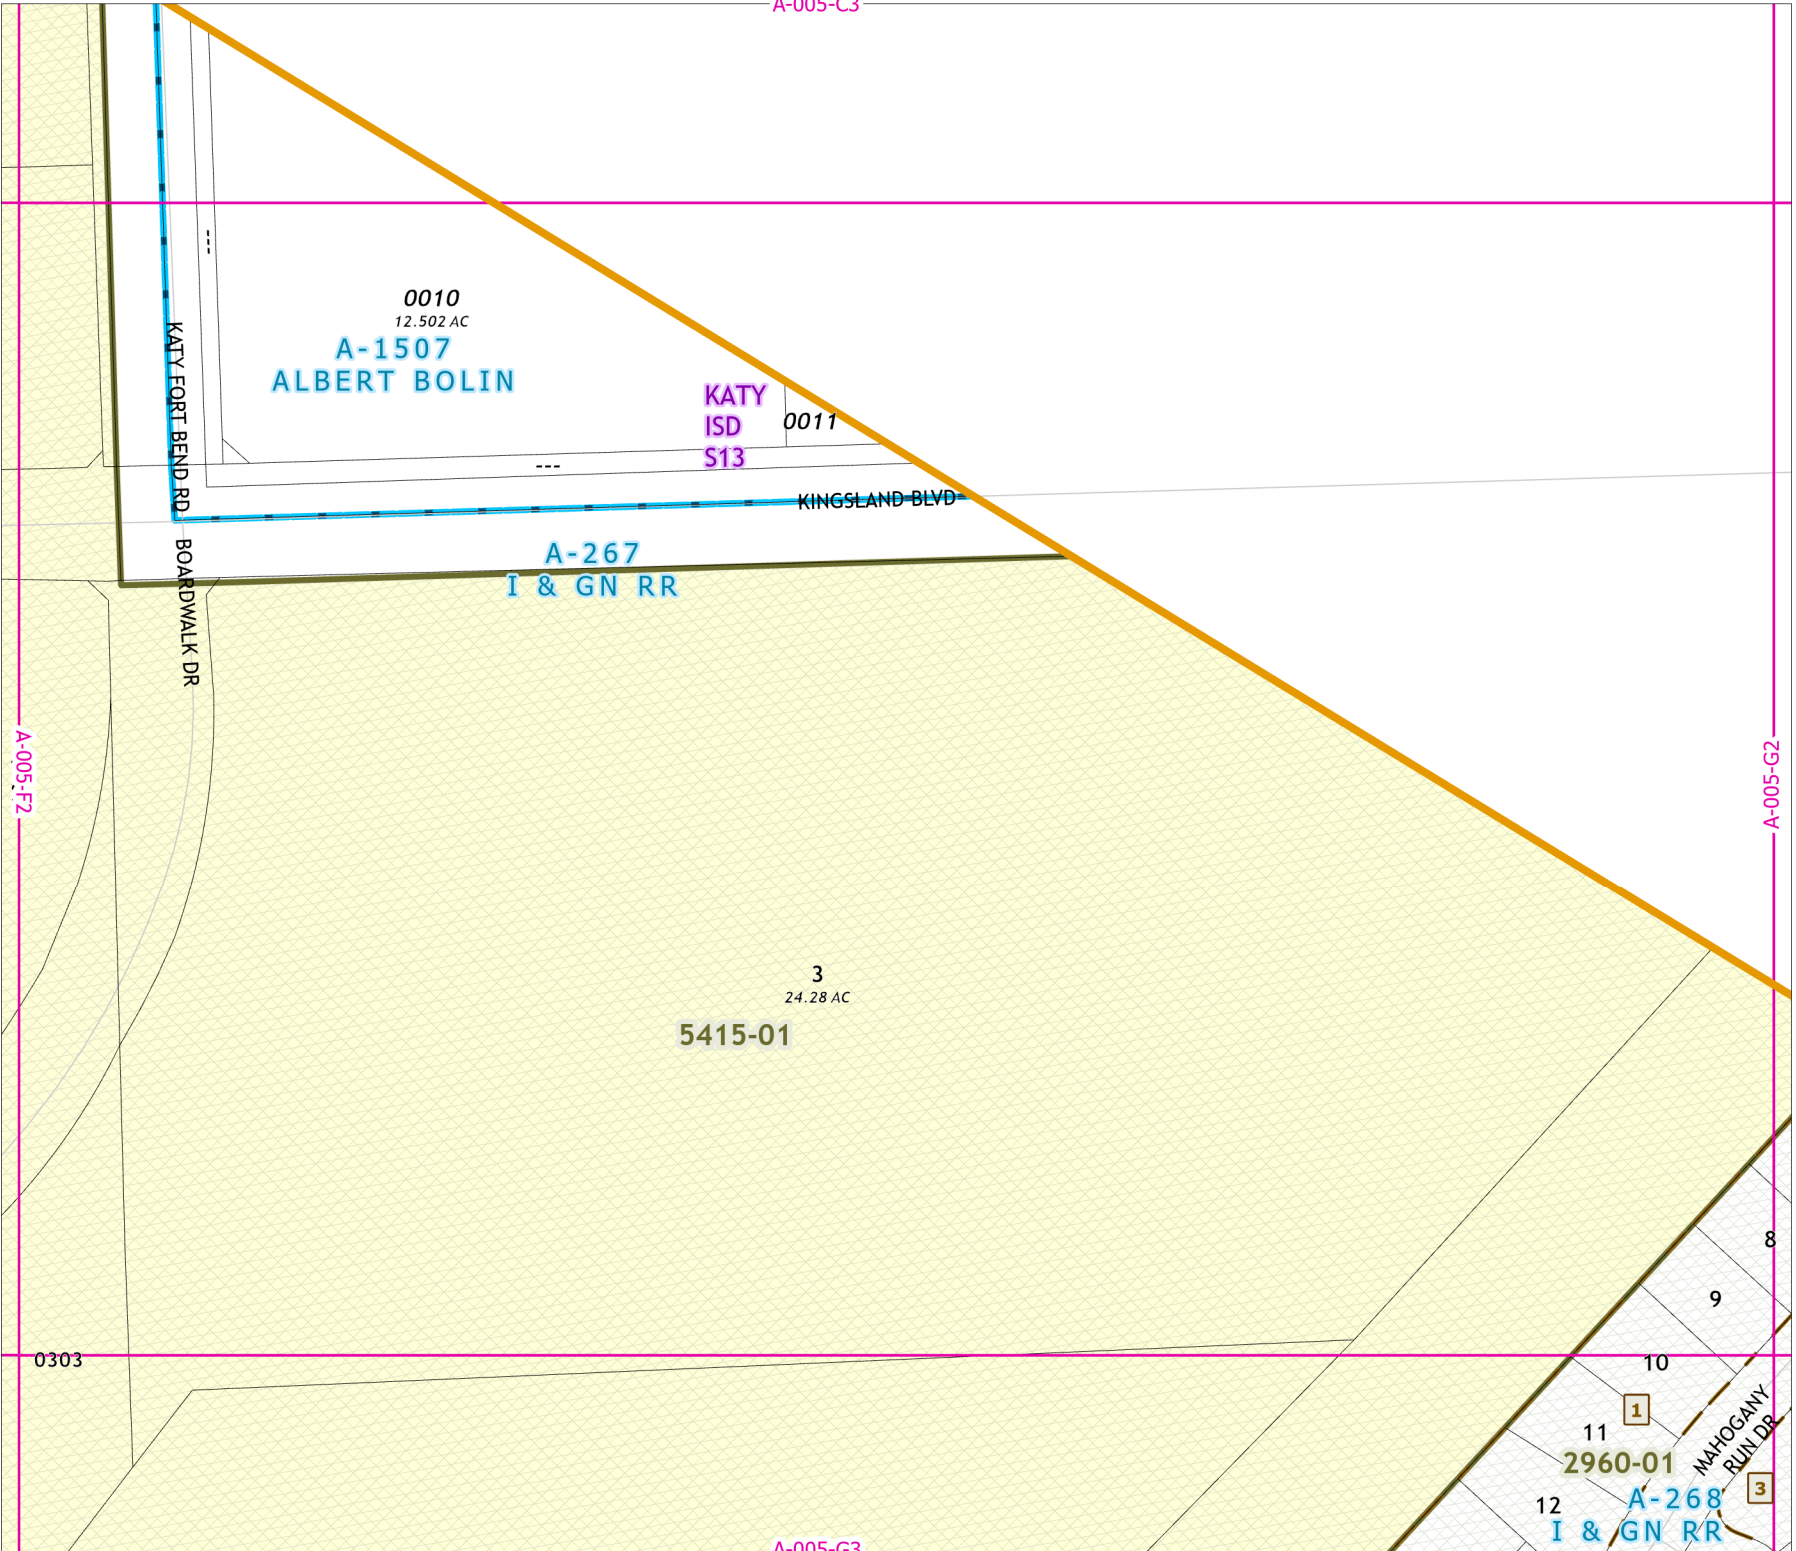 A-005-C3
---
0010
12.502 AC
A-1507
ALBERT BOLIN
KATY
ISD
S13
0011
KATY FORT BEND RD
---
KINGSLAND BLVD
A-267
I & GN RR
BOARDWALK DR
A-005-F2
A-005-G2
3
24.28 AC
5415-01
8
9
0303
10
1
11
MAHOGANY
RUN DR
2960-01
3
A-268
12
I & GN RR
A-005-G3